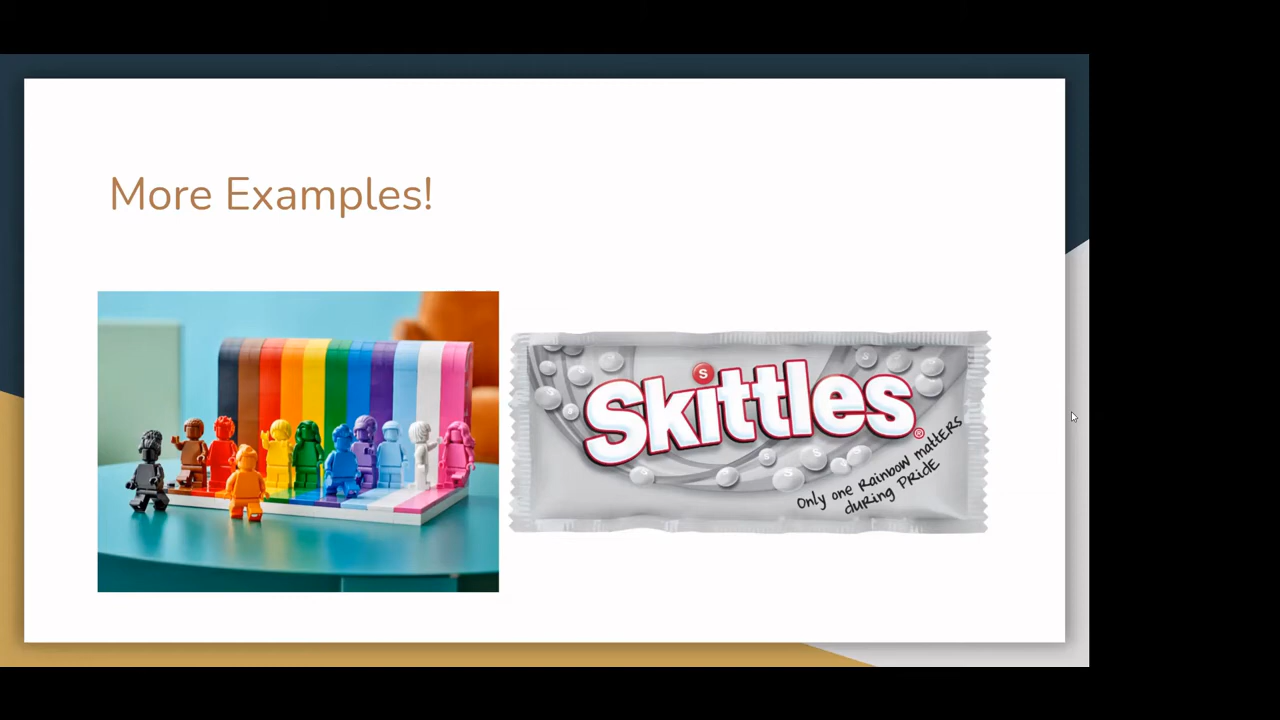 More Examples!
S
Skittles®
Only one Rainbow mattERs
duRing PRidE